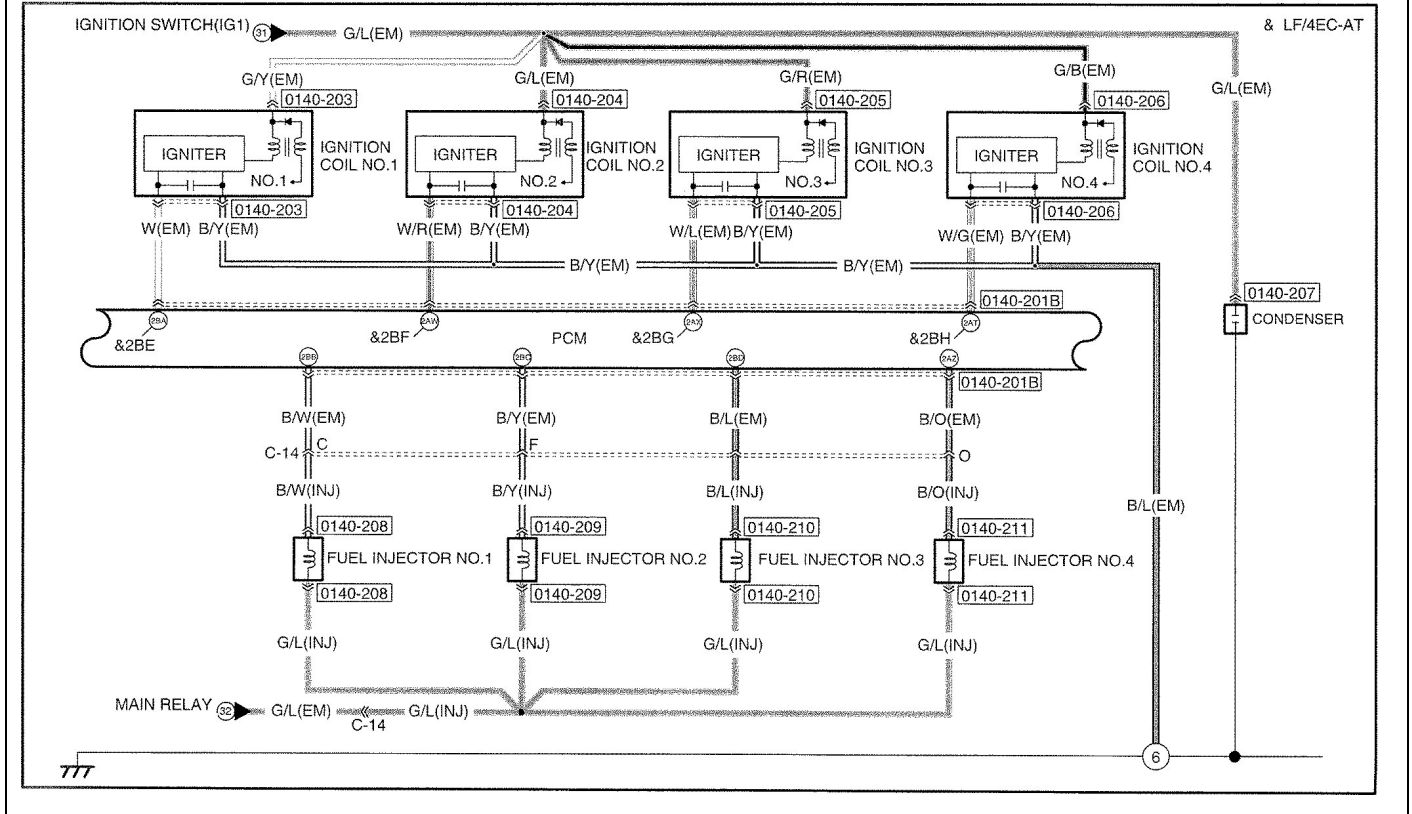 IGNITION SWITCH(IG1) 31 G/L(EM)
& LF/4EC-AT
G/Y(EM) G/L(EM) G/R(EM) G/B(EM)
G/L(EM)
0140-203 0140-204 0140-205 0140-206
IGNITER IGNITION COIL NO.1
NO.1
IGNITER IGNITION COIL NO.2
NO.2
IGNITER IGNITION COIL NO.3
NO.3
IGNITER IGNITION COIL NO.4
NO.4
0140-203 0140-204 0140-205 0140-206
W(EM) B/Y(EM) W/R(EM) B/Y(EM) W/L(EM) B/Y(EM) W/G(EM) B/Y(EM)
B/Y(EM) B/Y(EM)
0140-201B
0140-207
CONDENSER
2BA 2AW 2AX 2AT
&2BE &2BF PCM &2BG &2BH
2BB 2BC 2BD 2AZ
0140-201B
B/W(EM) B/Y(EM) B/L(EM) B/O(EM)
C-14 C F O
B/W(INJ) B/Y(INJ) B/L(INJ) B/O(INJ)
B/L(EM)
0140-208 0140-209 0140-210 0140-211
FUEL INJECTOR NO.1 FUEL INJECTOR NO.2 FUEL INJECTOR NO.3 FUEL INJECTOR NO.4
0140-208 0140-209 0140-210 0140-211
G/L(INJ) G/L(INJ) G/L(INJ) G/L(INJ)
MAIN RELAY 32 G/L(EM) G/L(INJ)
C-14
6